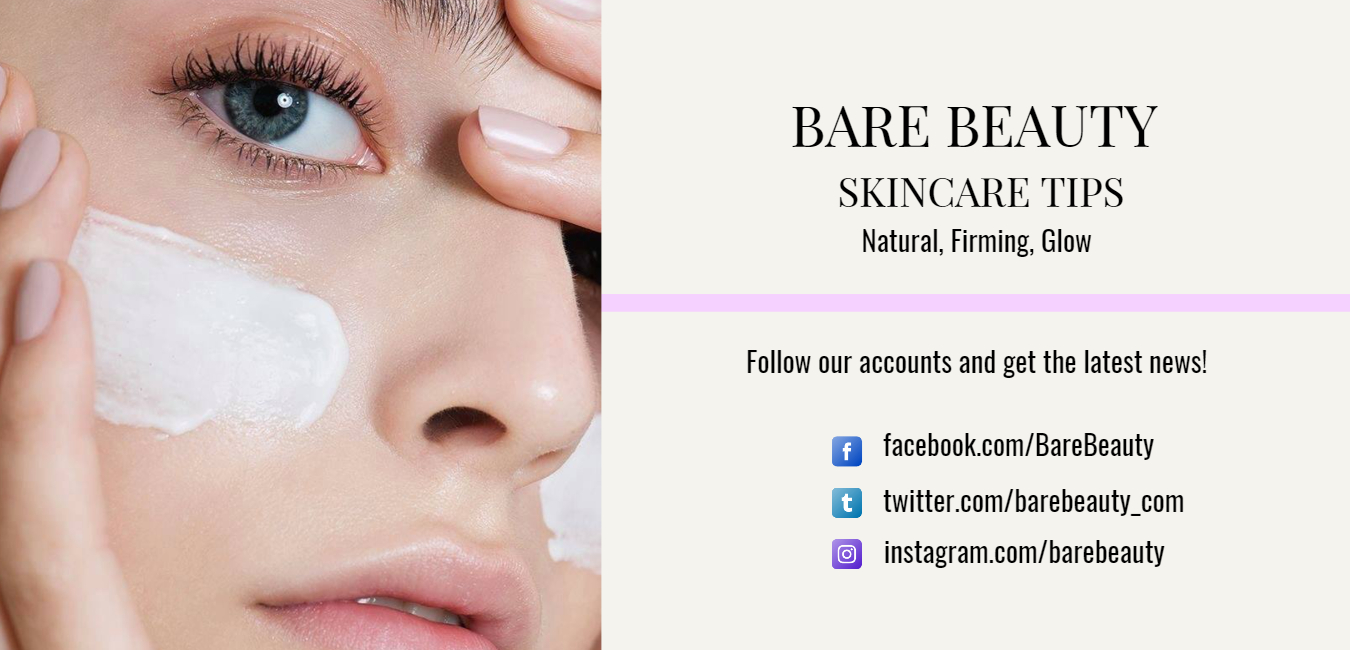 BARE BEAUTY
SKINCARE TIPS
Natural, Firming, Glow
Follow our accounts and get the latest news!
f facebook.com/BareBeauty
t twitter.com/barebeauty_com
instagram.com/barebeauty